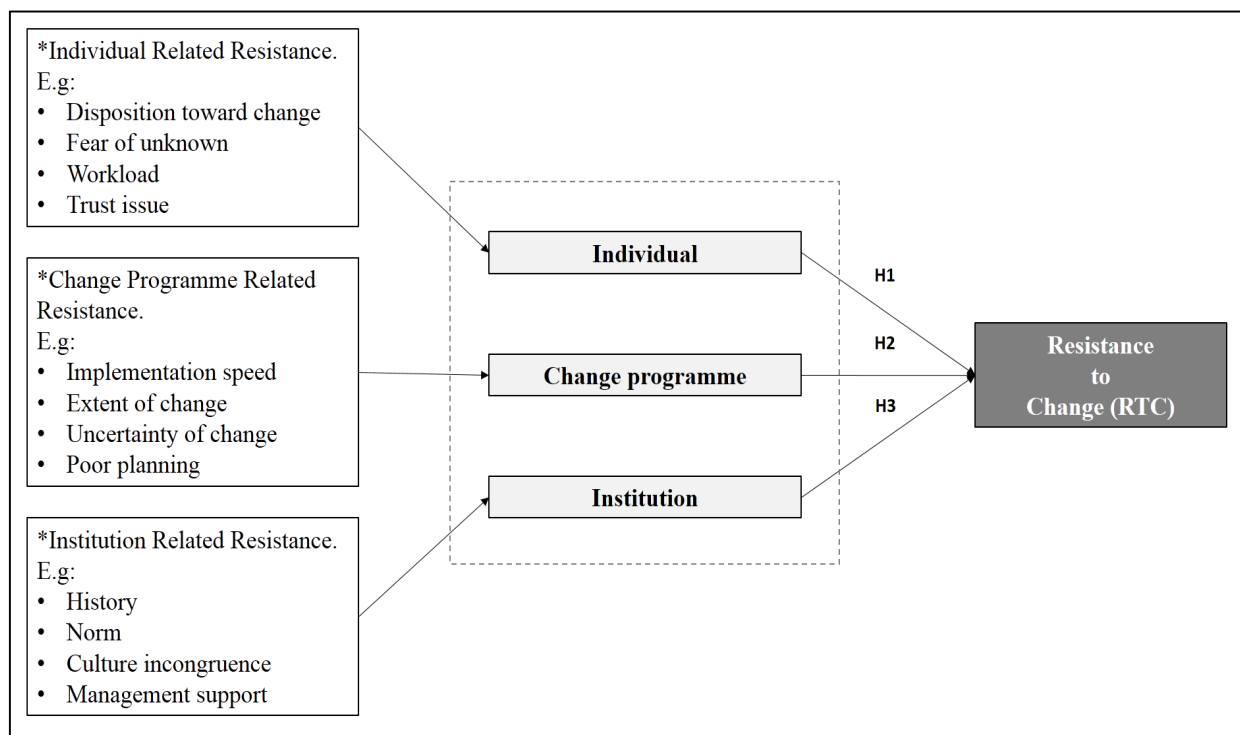 *Individual Related Resistance.
E.g:
• Disposition toward change
• Fear of unknown
• Workload
• Trust issue
*Change Programme Related
Resistance.
E.g:
• Implementation speed
• Extent of change
• Uncertainty of change
• Poor planning
*Institution Related Resistance.
E.g:
• History
• Norm
• Culture incongruence
• Management support
Individual
Change programme
Institution
H1
H2
H3
Resistance
to
Change (RTC)